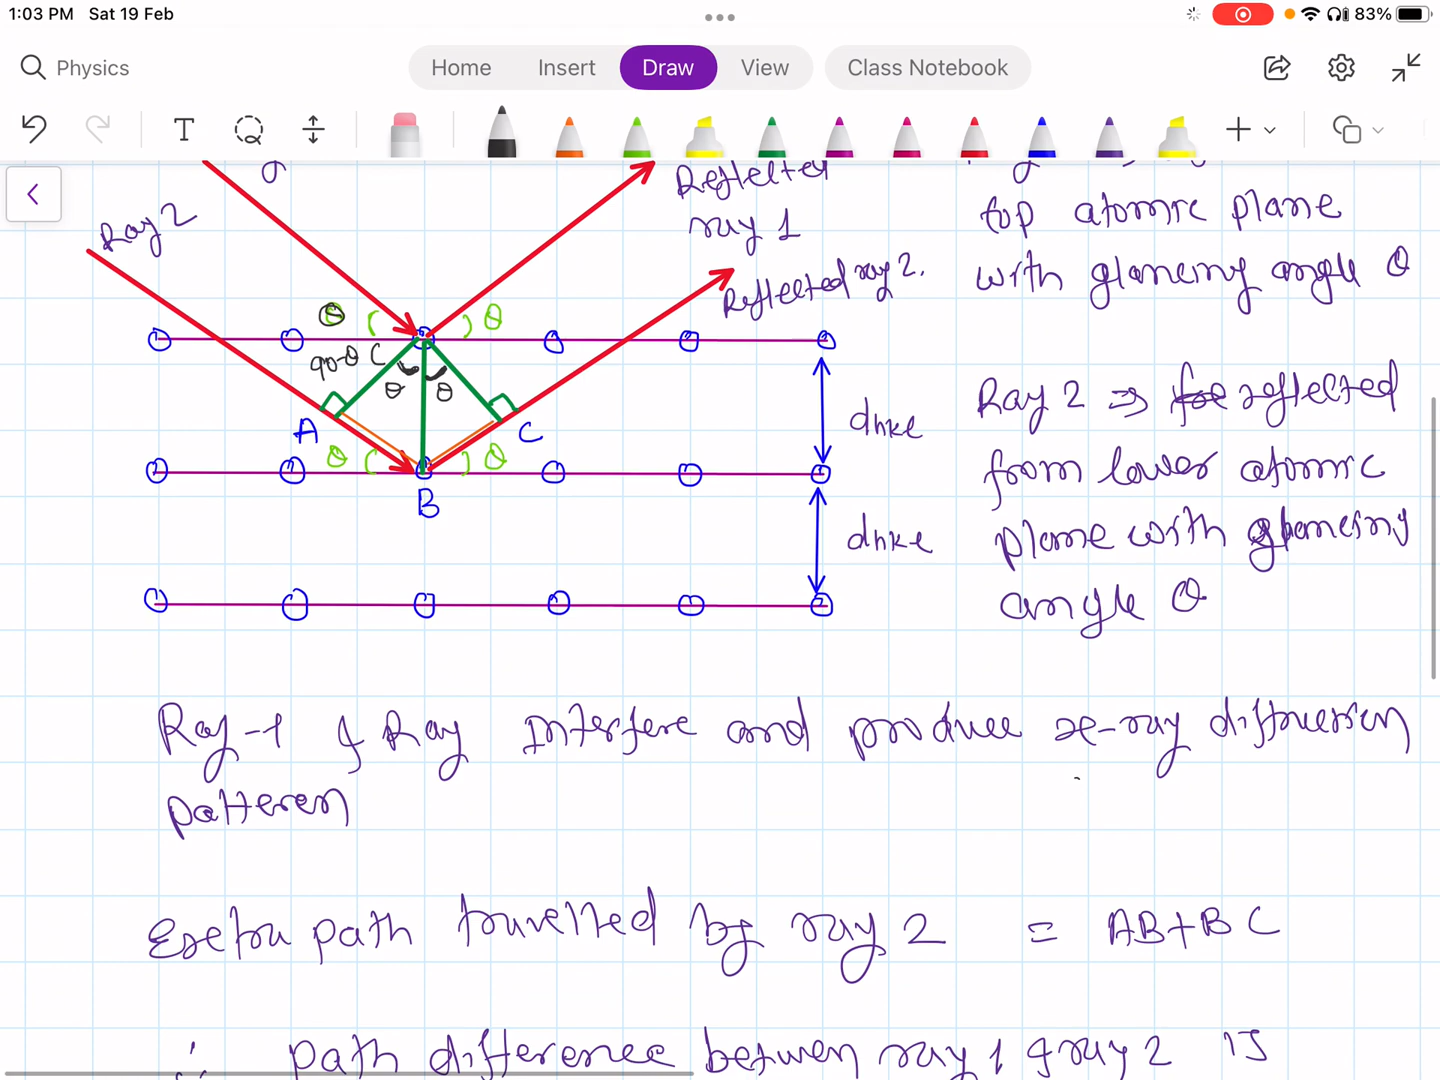 1:03 PM Sat 19 Feb
83%
Physics
Home Insert Draw View Class Notebook
T
Ray 2
Reflected
ray 1
Reflected ray 2.
top atomic plane
with glancing angle θ
θ
θ
90-θ
θ θ
A
C
θ
θ
B
dhkl
dhkl
Ray 2 ⇒ reflected
from lower atomic
plane with glancing
angle θ
Ray-1 & Ray Interfere and produce x-ray diffraction
patteren
Extra path travelled by ray 2 = AB+BC
∴ path difference between ray 1 & ray 2 is